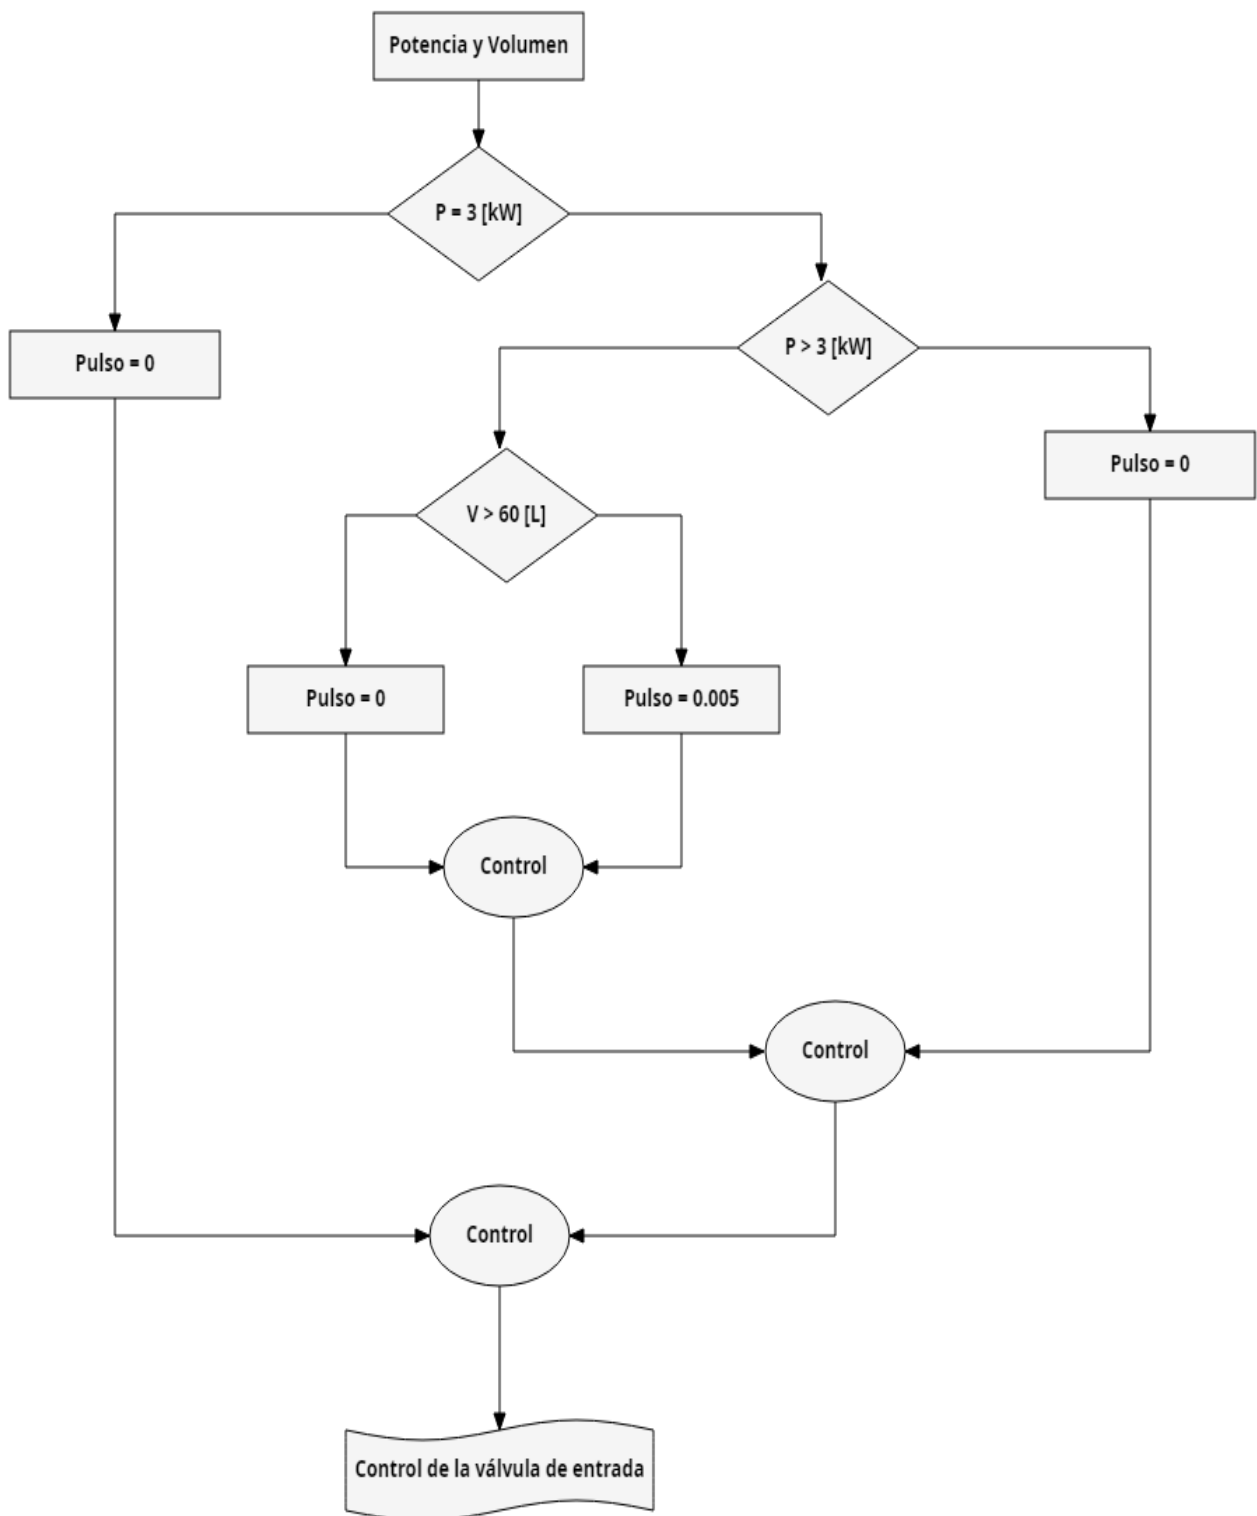 Potencia y Volumen
P = 3 [kW]
P > 3 [kW]
Pulso = 0
Pulso = 0
V > 60 [L]
Pulso = 0
Pulso = 0.005
Control
Control
Control
Control de la válvula de entrada